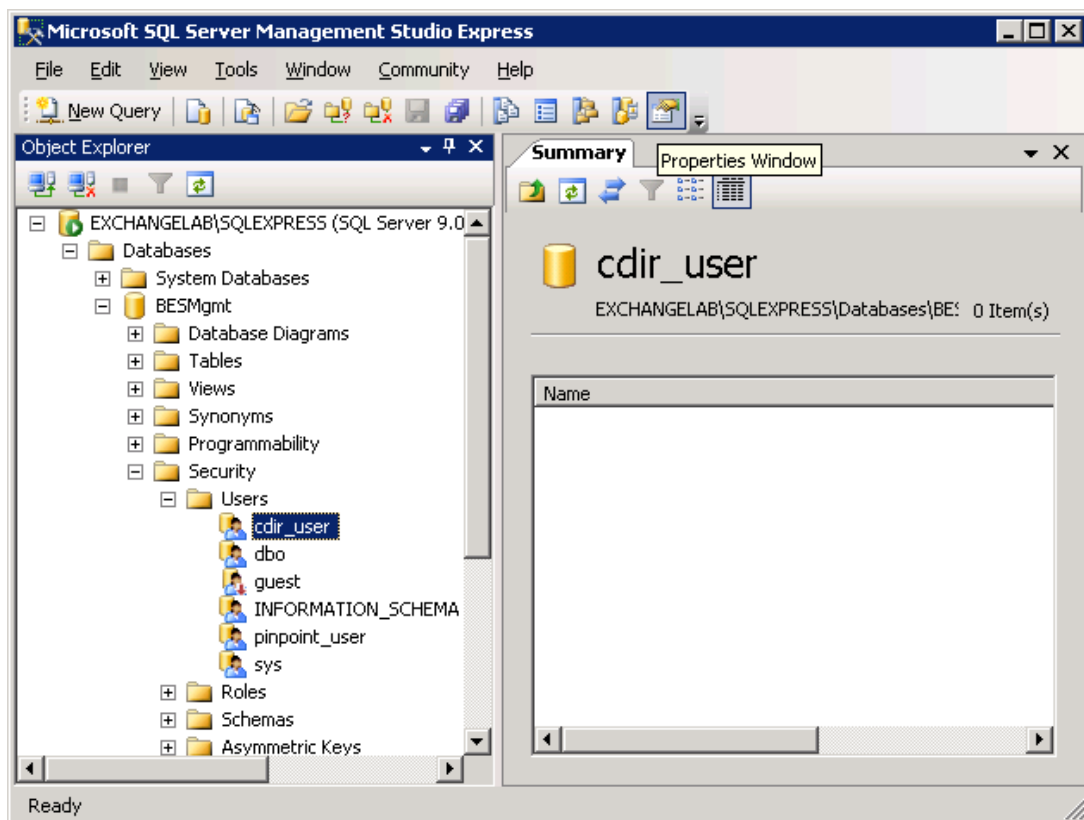 Microsoft SQL Server Management Studio Express
File Edit View Tools Window Community Help
New Query
Object Explorer
Summary
Properties Window
EXCHANGELAB\SQLEXPRESS (SQL Server 9.0
Databases
System Databases
BESMgmt
Database Diagrams
Tables
Views
Synonyms
Programmability
Security
Users
cdir_user
dbo
guest
INFORMATION_SCHEMA
pinpoint_user
sys
Roles
Schemas
Asymmetric Keys
cdir_user
EXCHANGELAB\SQLEXPRESS\Databases\BES 0 Item(s)
Name
Ready